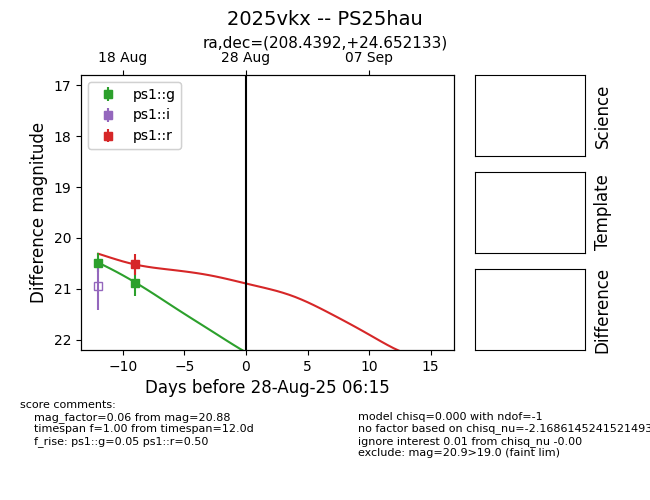 2025vkx -- PS25hau
ra,dec=(208.4392,+24.652133)
18 Aug 28 Aug 07 Sep
17
18
19
20
21
22
Difference magnitude
ps1::g
ps1::i
ps1::r
−10 −5 0 5 10 15
Days before 28-Aug-25 06:15
Science
Template
Difference
score comments:
mag_factor=0.06 from mag=20.88
timespan f=1.00 from timespan=12.0d
f_rise: ps1::g=0.05 ps1::r=0.50
model chisq=0.000 with ndof=-1
no factor based on chisq_nu=-2.1686145241521493
ignore interest 0.01 from chisq_nu -0.00
exclude: mag=20.9>19.0 (faint lim)